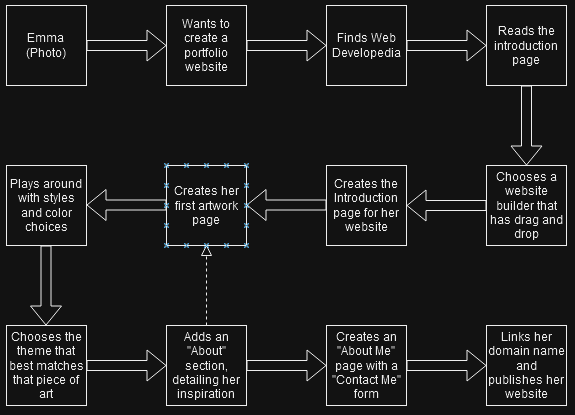 Emma
(Photo)
Wants to
create a
portfolio
website
Finds Web
Developedia
Reads the
introduction
page
Chooses a
website
builder that
has drag and
drop
Creates the
Introduction
page for her
website
Creates her
first artwork
page
Plays around
with styles
and color
choices
Chooses the
theme that
best matches
that piece of
art
Adds an
"About"
section,
detailing her
inspiration
Creates an
"About Me"
page with a
"Contact Me"
form
Links her
domain name
and
publishes her
website